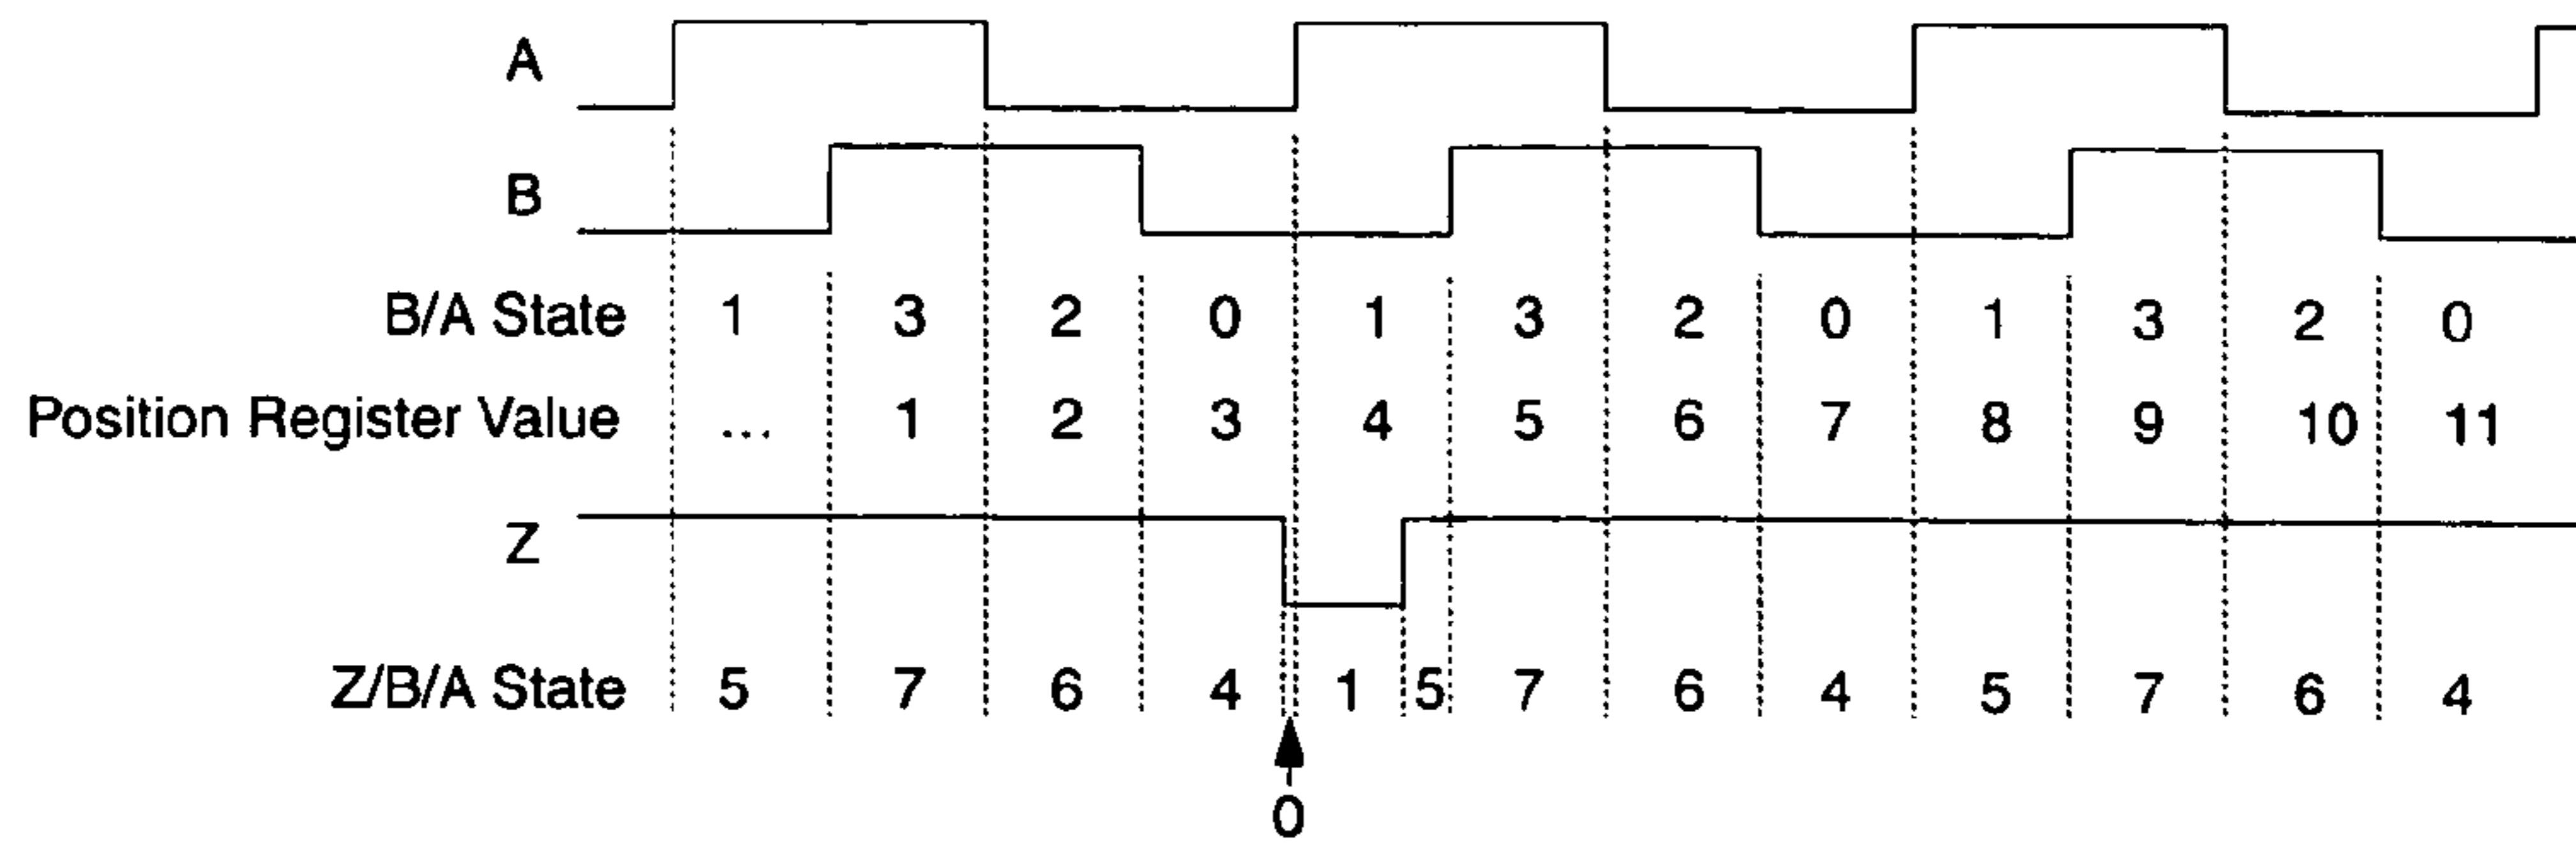 A
B
B/A State 1 3 2 0 1 3 2 0 1 3 2 0
Position Register Value ... 1 2 3 4 5 6 7 8 9 10 11
Z
Z/B/A State 5 7 6 4 1 5 7 6 4 5 7 6 4
0